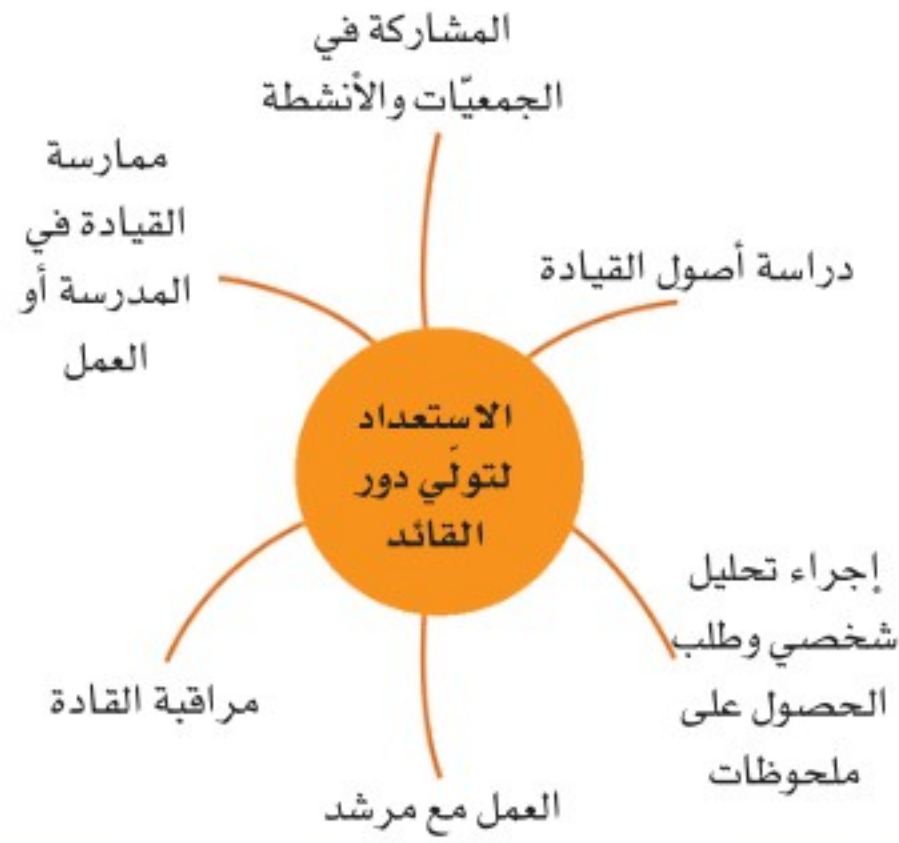 المشاركة في
الجمعيّات والأنشطة
دراسة أصول القيادة
ممارسة
القيادة في
المدرسة أو
العمل
الاستعداد
لتولّي دور
القائد
إجراء تحليل
شخصي وطلب
الحصول على
ملحوظات
مراقبة القادة
العمل مع مرشد